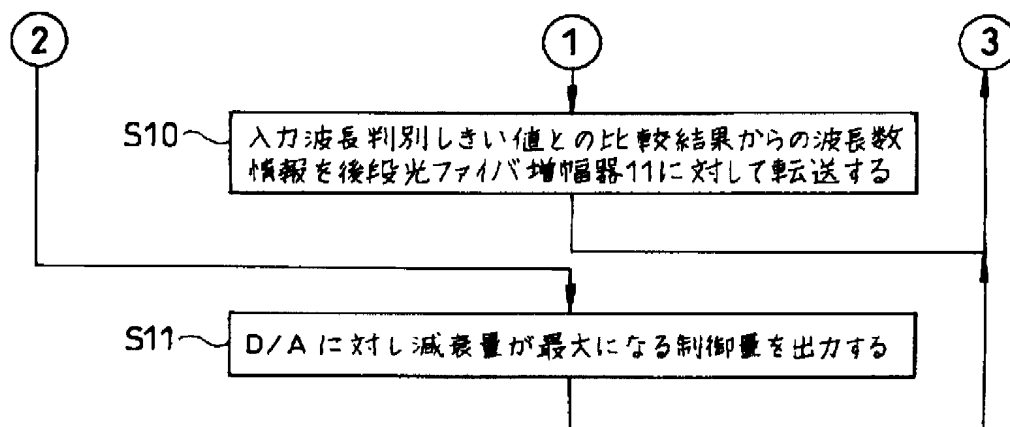 2
1
3
S10
入力波長判別しきい値との比較結果からの波長数
情報を後段光ファイバ増幅器11に対して転送する
S11
D/Aに対し減衰量が最大になる制御量を出力する